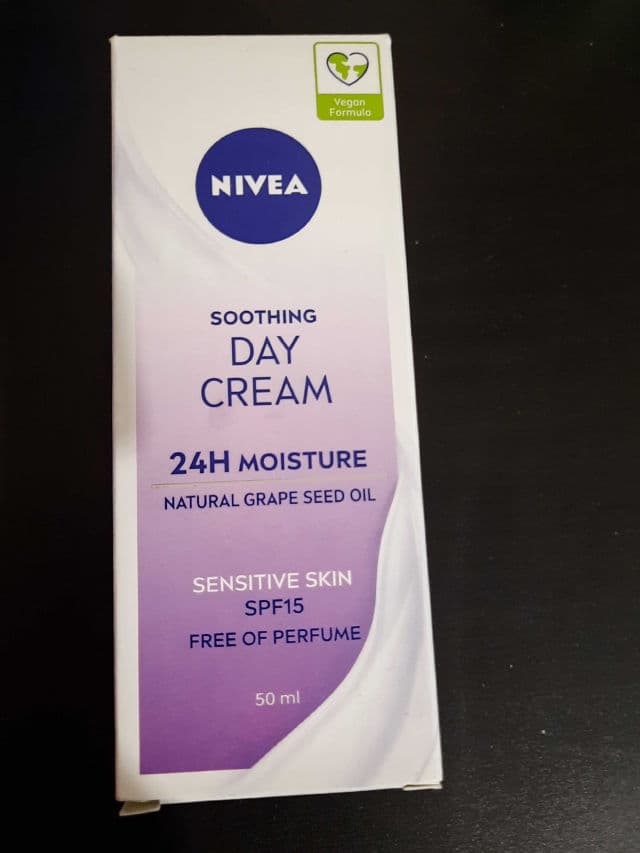 Vegan
Formula
NIVEA
SOOTHING
DAY
CREAM
24H MOISTURE
NATURAL GRAPE SEED OIL
SENSITIVE SKIN
SPF15
FREE OF PERFUME
50 ml